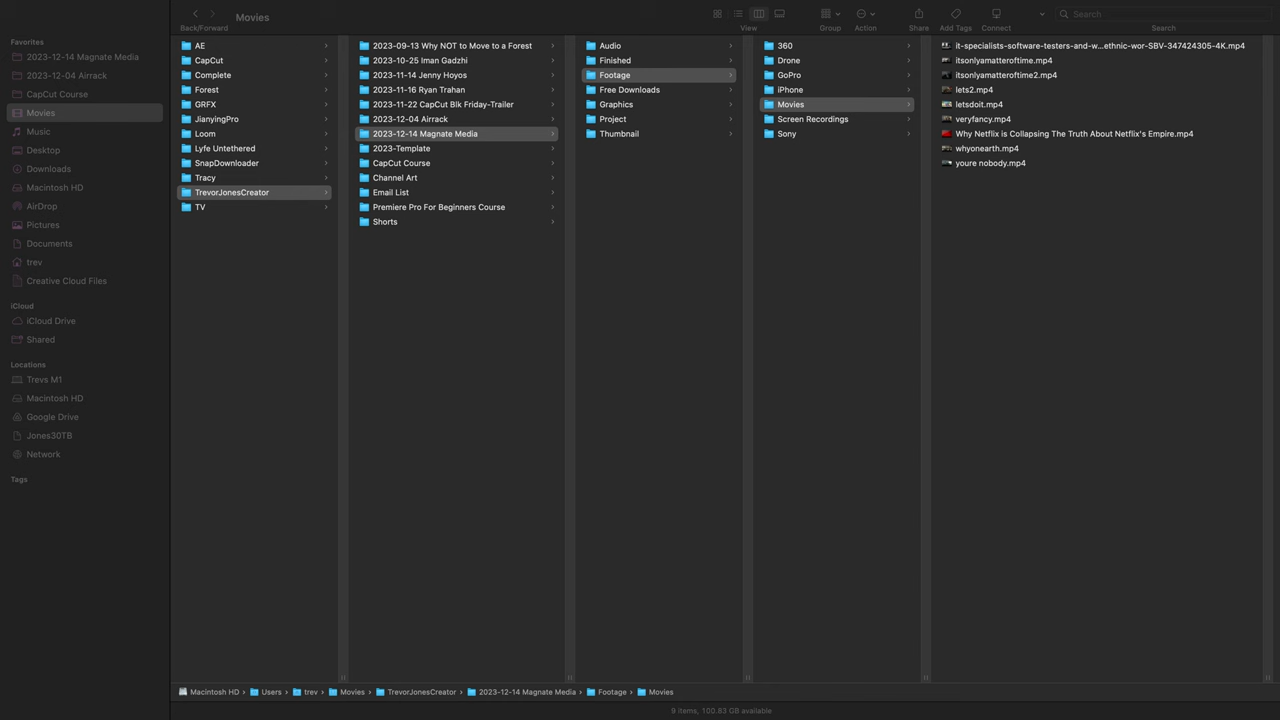 Movies
Back/Forward
View
Group
Action
Share
Add Tags
Connect
Search
Search
Favorites
2023-12-14 Magnate Media
2023-12-04 Airrack
CapCut Course
Movies
Music
Desktop
Downloads
Macintosh HD
AirDrop
Pictures
Documents
trev
Creative Cloud Files
iCloud
iCloud Drive
Shared
Locations
Trevs M1
Macintosh HD
Google Drive
Jones30TB
Network
Tags
AE
CapCut
Complete
Forest
GRFX
JianyingPro
Loom
Lyfe Untethered
SnapDownloader
Tracy
TrevorJonesCreator
TV
2023-09-13 Why NOT to Move to a Forest
2023-10-25 Iman Gadzhi
2023-11-14 Jenny Hoyos
2023-11-16 Ryan Trahan
2023-11-22 CapCut Blk Friday-Trailer
2023-12-04 Airrack
2023-12-14 Magnate Media
2023-Template
CapCut Course
Channel Art
Email List
Premiere Pro For Beginners Course
Shorts
Audio
Finished
Footage
Free Downloads
Graphics
Project
Thumbnail
360
Drone
GoPro
iPhone
Movies
Screen Recordings
Sony
it-specialists-software-testers-and-w...ethnic-wor-SBV-347424305-4K.mp4
itsonlyamatteroftime.mp4
itsonlyamatteroftime2.mp4
lets2.mp4
letsdoit.mp4
veryfancy.mp4
Why Netflix is Collapsing The Truth About Netflix's Empire.mp4
whyonearth.mp4
youre nobody.mp4
Macintosh HD › Users › trev › Movies › TrevorJonesCreator › 2023-12-14 Magnate Media › Footage › Movies
9 items, 100.83 GB available